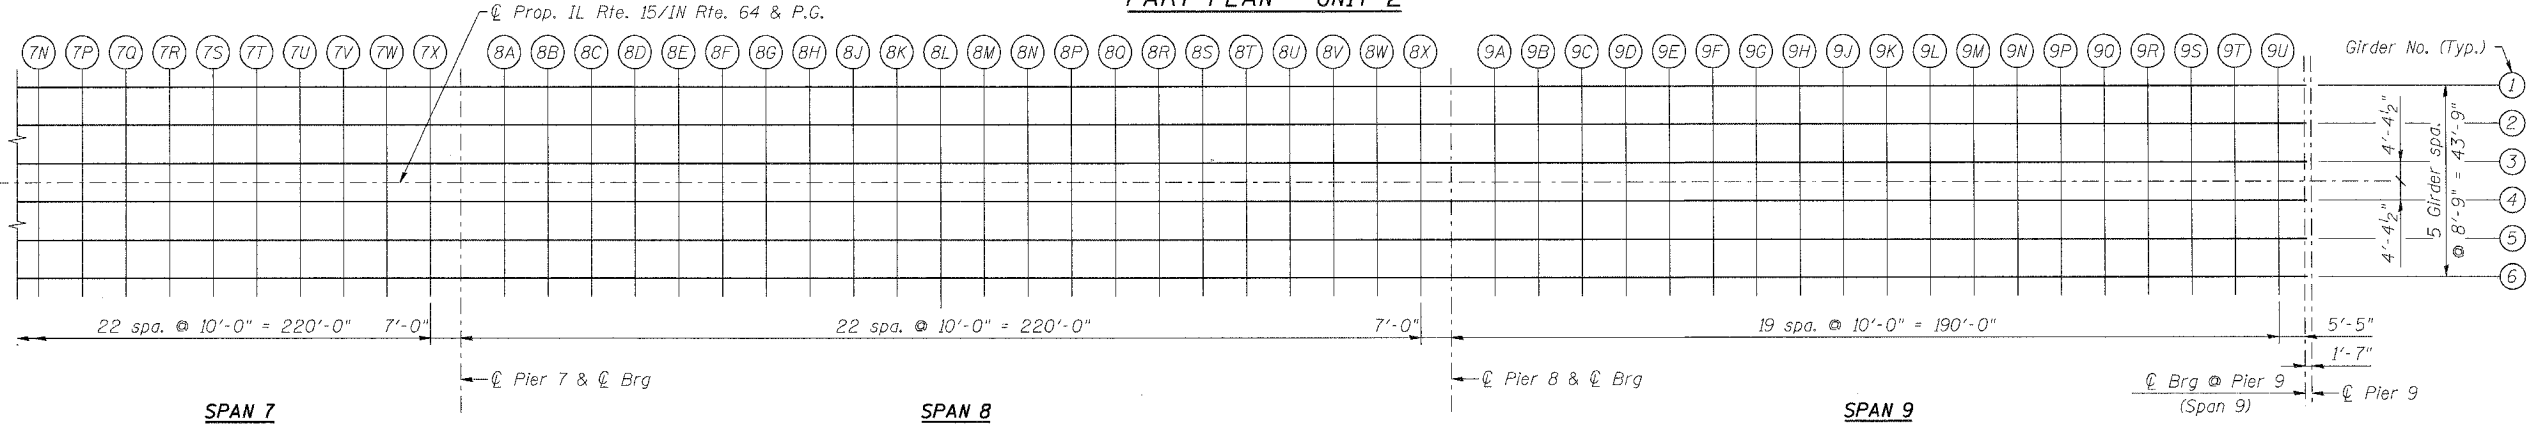 PART PLAN - UNIT 2
℄ Prop. IL Rte. 15/IN Rte. 64 & P.G.
7N 7P 7Q 7R 7S 7T 7U 7V 7W 7X 8A 8B 8C 8D 8E 8F 8G 8H 8J 8K 8L 8M 8N 8P 8Q 8R 8S 8T 8U 8V 8W 8X 9A 9B 9C 9D 9E 9F 9G 9H 9J 9K 9L 9M 9N 9P 9Q 9R 9S 9T 9U
Girder No. (Typ.)
1
2
3
4
5
6
4'-4½"
4'-4½"
5 Girder spa.
@ 8'-9" = 43'-9"
22 spa. @ 10'-0" = 220'-0" 7'-0" 22 spa. @ 10'-0" = 220'-0" 7'-0" 19 spa. @ 10'-0" = 190'-0" 5'-5"
1'-7"
℄ Pier 7 & ℄ Brg
℄ Pier 8 & ℄ Brg
℄ Brg @ Pier 9
(Span 9)
℄ Pier 9
SPAN 7
SPAN 8
SPAN 9